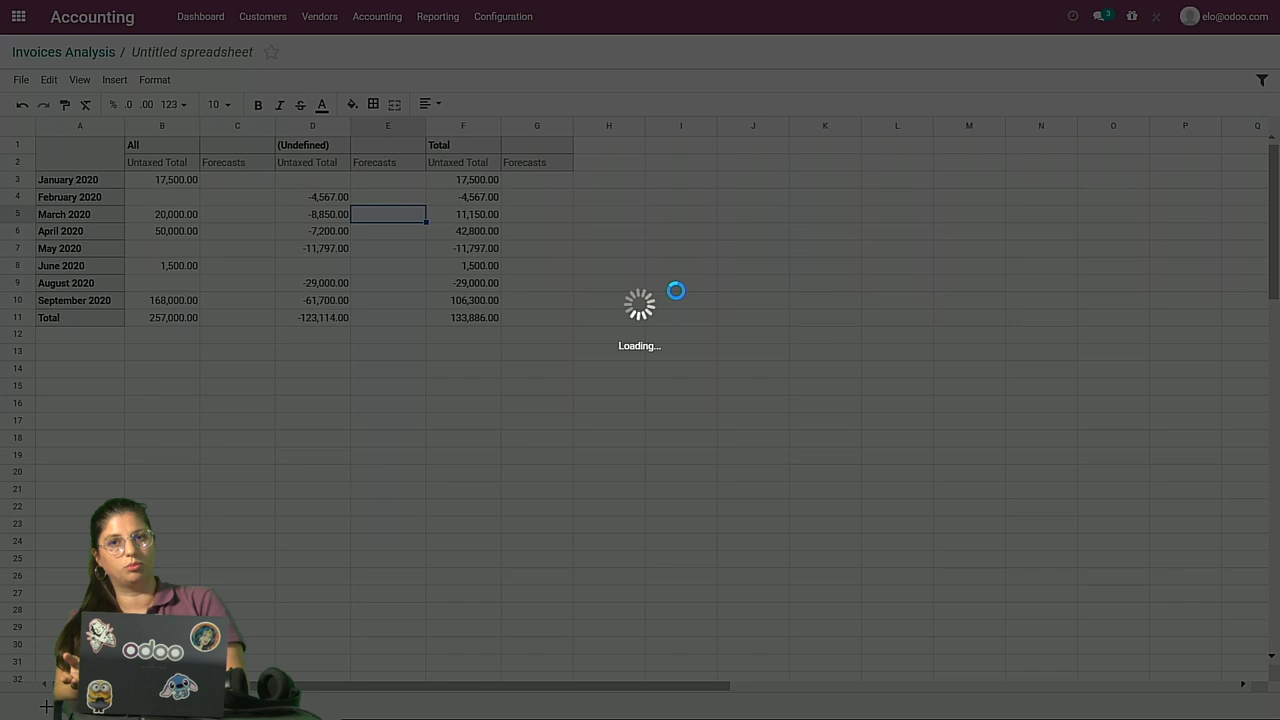 Accounting Dashboard Customers Vendors Accounting Reporting Configuration 3 elo@odoo.com
Invoices Analysis / Untitled spreadsheet
File Edit View Insert Format
% .0 .00 123 10 B I S A
A B C D E F G H I J K L M N O P Q
1 All (Undefined) Total
2 Untaxed Total Forecasts Untaxed Total Forecasts Untaxed Total Forecasts
3 January 2020 17,500.00 17,500.00
4 February 2020 -4,567.00 -4,567.00
5 March 2020 20,000.00 -8,850.00 11,150.00
6 April 2020 50,000.00 -7,200.00 42,800.00
7 May 2020 -11,797.00 -11,797.00
8 June 2020 1,500.00 1,500.00
9 August 2020 -29,000.00 -29,000.00
10 September 2020 168,000.00 -61,700.00 106,300.00
11 Total 257,000.00 -123,114.00 133,886.00
12
13
14
15
16
17
18
19
20
21
22
23
24
25
26
27
28
29
30
31
32
Loading...
odoo